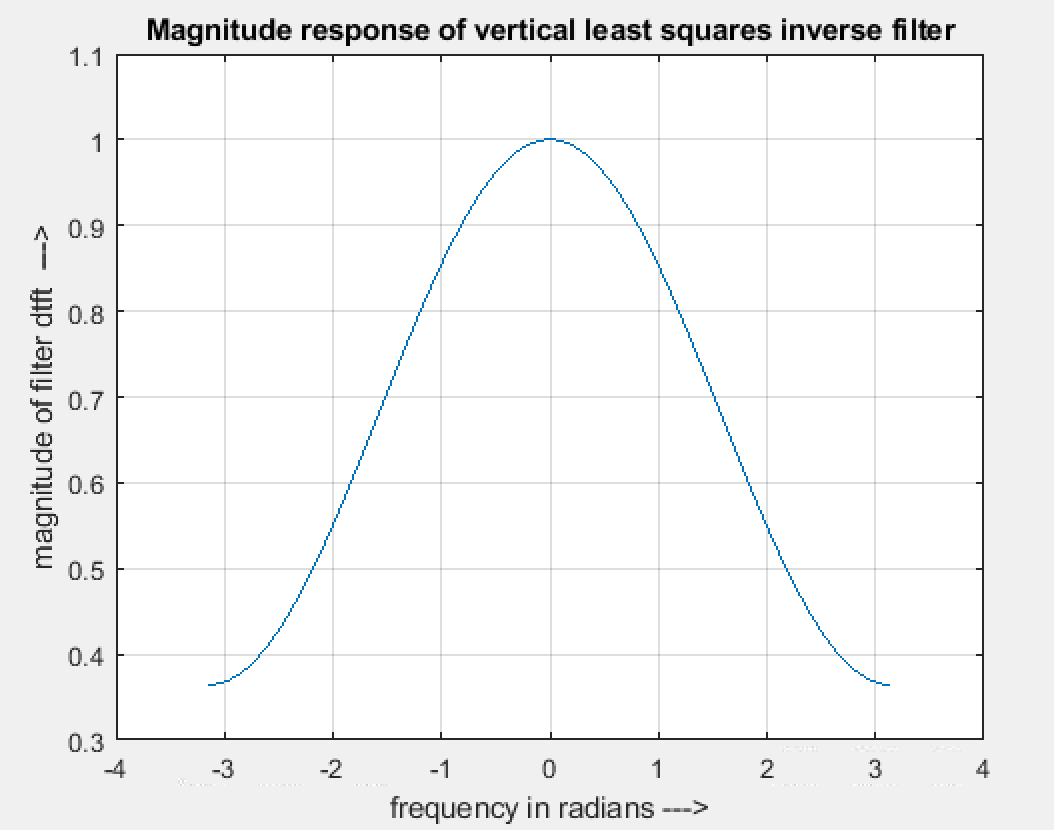 Magnitude response of vertical least squares inverse filter
1.1
1
0.9
0.8
0.7
0.6
0.5
0.4
0.3
magnitude of filter dtft --->
-4 -3 -2 -1 0 1 2 3 4
frequency in radians --->